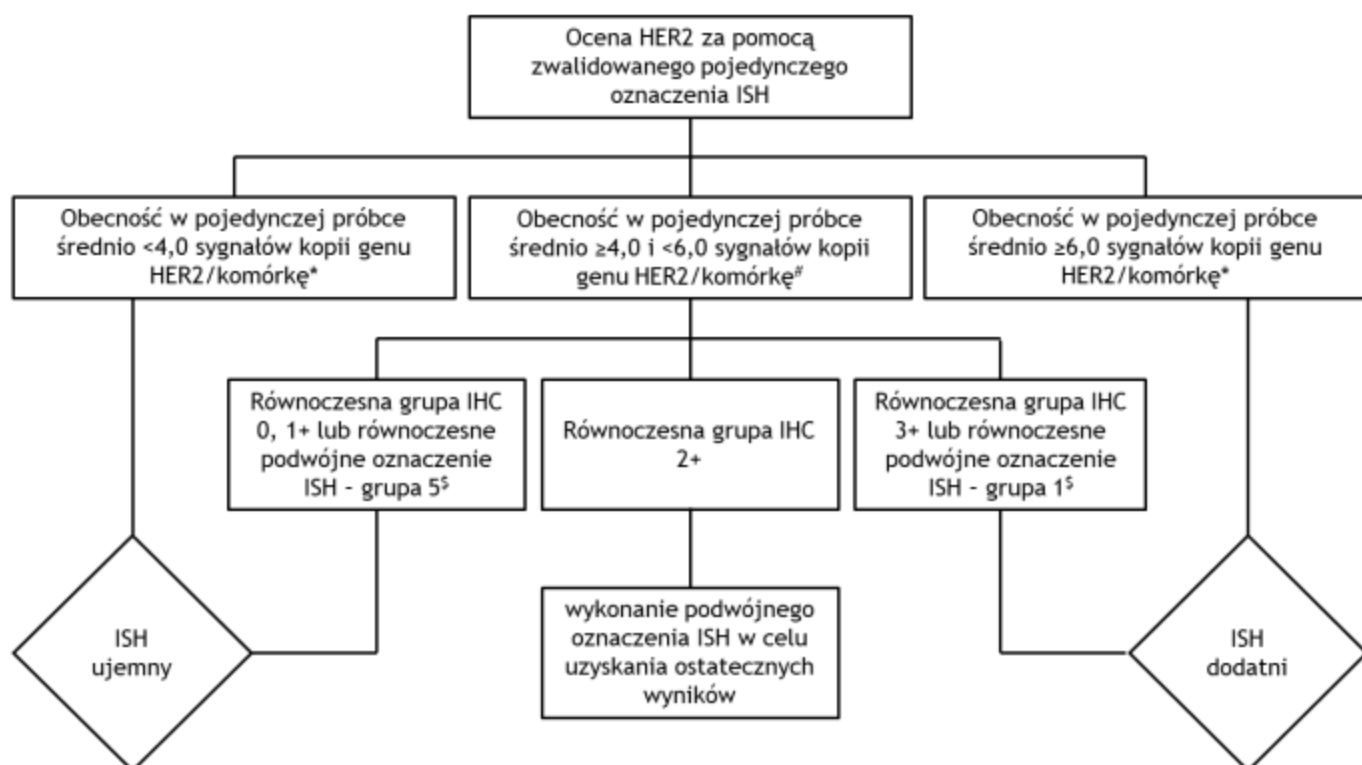 Ocena HER2 za pomocą
zwalidowanego pojedynczego
oznaczenia ISH
Obecność w pojedynczej próbce
średnio <4,0 sygnałów kopii genu
HER2/komórkę*
Obecność w pojedynczej próbce
średnio ≥4,0 i <6,0 sygnałów kopii
genu HER2/komórkę#
Obecność w pojedynczej próbce
średnio ≥6,0 sygnałów kopii genu
HER2/komórkę*
Równoczesna grupa IHC
0, 1+ lub równoczesne
podwójne oznaczenie
ISH – grupa 5$
Równoczesna grupa IHC
2+
Równoczesna grupa IHC
3+ lub równoczesne
podwójne oznaczenie
ISH – grupa 1$
wykonanie podwójnego
oznaczenia ISH w celu
uzyskania ostatecznych
wyników
ISH
ujemny
ISH
dodatni